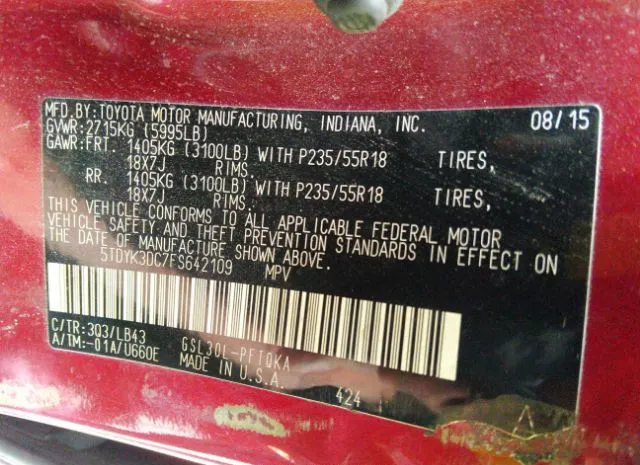 MFD.BY:TOYOTA MOTOR MANUFACTURING, INDIANA, INC. 08/15
GVWR:2715KG (5995LB)
GAWR:FRT. 1405KG (3100LB) WITH P235/55R18 TIRES,
18X7J RIMS.
RR. 1405KG (3100LB) WITH P235/55R18 TIRES,
18X7J RIMS.
THIS VEHICLE CONFORMS TO ALL APPLICABLE FEDERAL MOTOR
VEHICLE SAFETY AND THEFT PREVENTION STANDARDS IN EFFECT ON
THE DATE OF MANUFACTURE SHOWN ABOVE.
5TDYK3DC7FS642109 MPV
C/TR:3Q3/LB43 GSL30L-PFTQKA
A/TM:-01A/U660E MADE IN U.S.A.
424